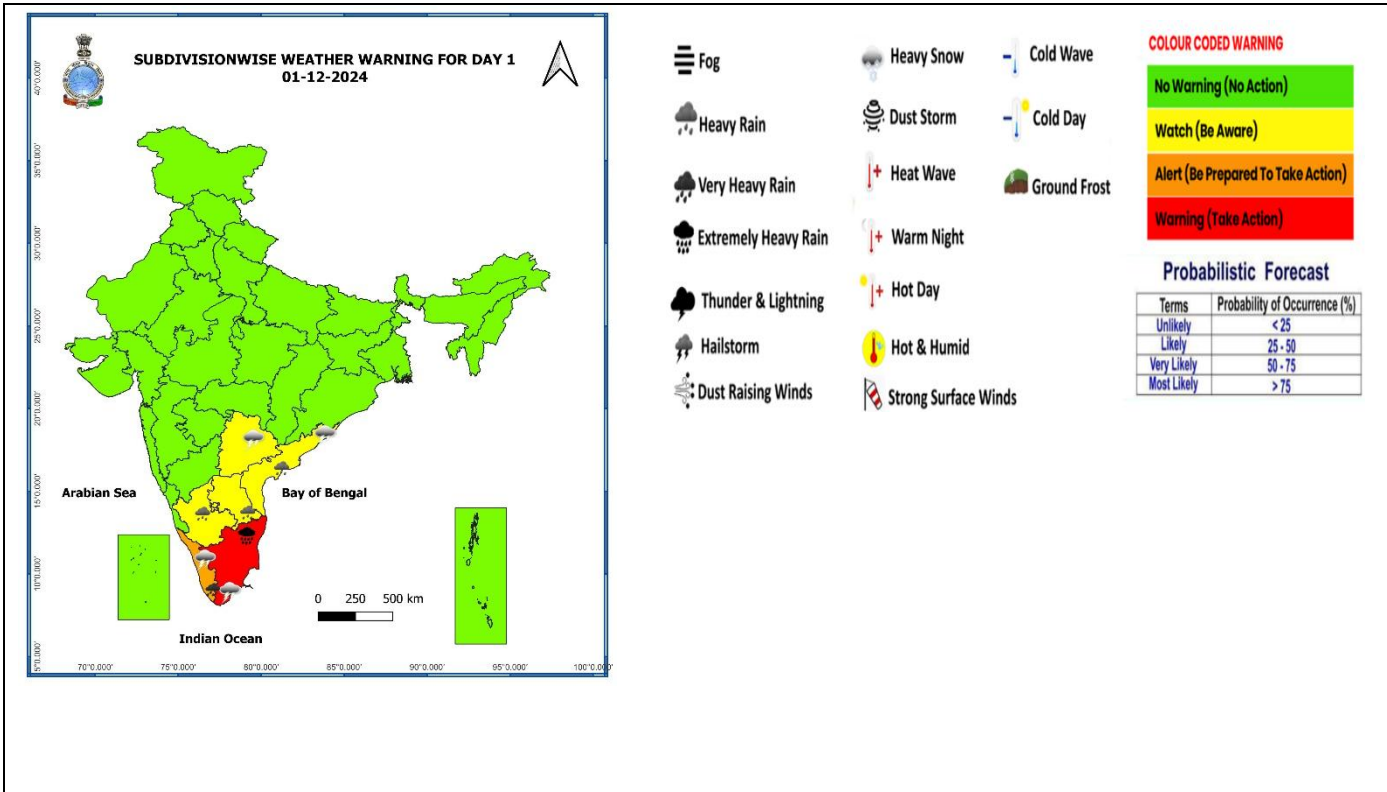 SUBDIVISIONWISE WEATHER WARNING FOR DAY 1
01-12-2024
40°0.000'
35°0.000'
30°0.000'
25°0.000'
20°0.000'
15°0.000'
10°0.000'
5°0.000'
Arabian Sea
Bay of Bengal
0 250 500 km
Indian Ocean
70°0.000' 75°0.000' 80°0.000' 85°0.000' 90°0.000' 95°0.000' 100°0.000'
Fog
Heavy Rain
Very Heavy Rain
Extremely Heavy Rain
Thunder & Lightning
Hailstorm
Dust Raising Winds
Heavy Snow
Dust Storm
Heat Wave
Warm Night
Hot Day
Hot & Humid
Strong Surface Winds
Cold Wave
Cold Day
Ground Frost
COLOUR CODED WARNING
No Warning (No Action)
Watch (Be Aware)
Alert (Be Prepared To Take Action)
Warning (Take Action)
Probabilistic Forecast
Terms Probability of Occurrence (%)
Unlikely < 25
Likely 25 - 50
Very Likely 50 - 75
Most Likely > 75